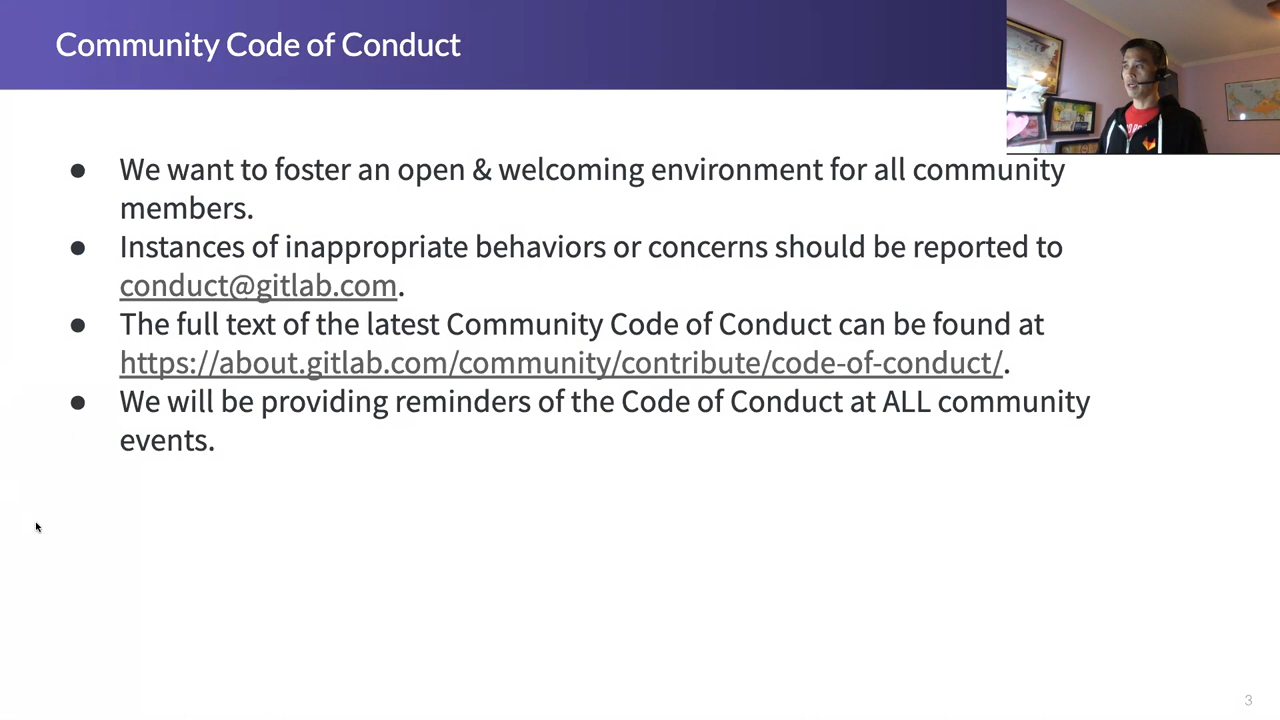 Community Code of Conduct
● We want to foster an open & welcoming environment for all community
members.
● Instances of inappropriate behaviors or concerns should be reported to
conduct@gitlab.com.
● The full text of the latest Community Code of Conduct can be found at
https://about.gitlab.com/community/contribute/code-of-conduct/.
● We will be providing reminders of the Code of Conduct at ALL community
events.
3